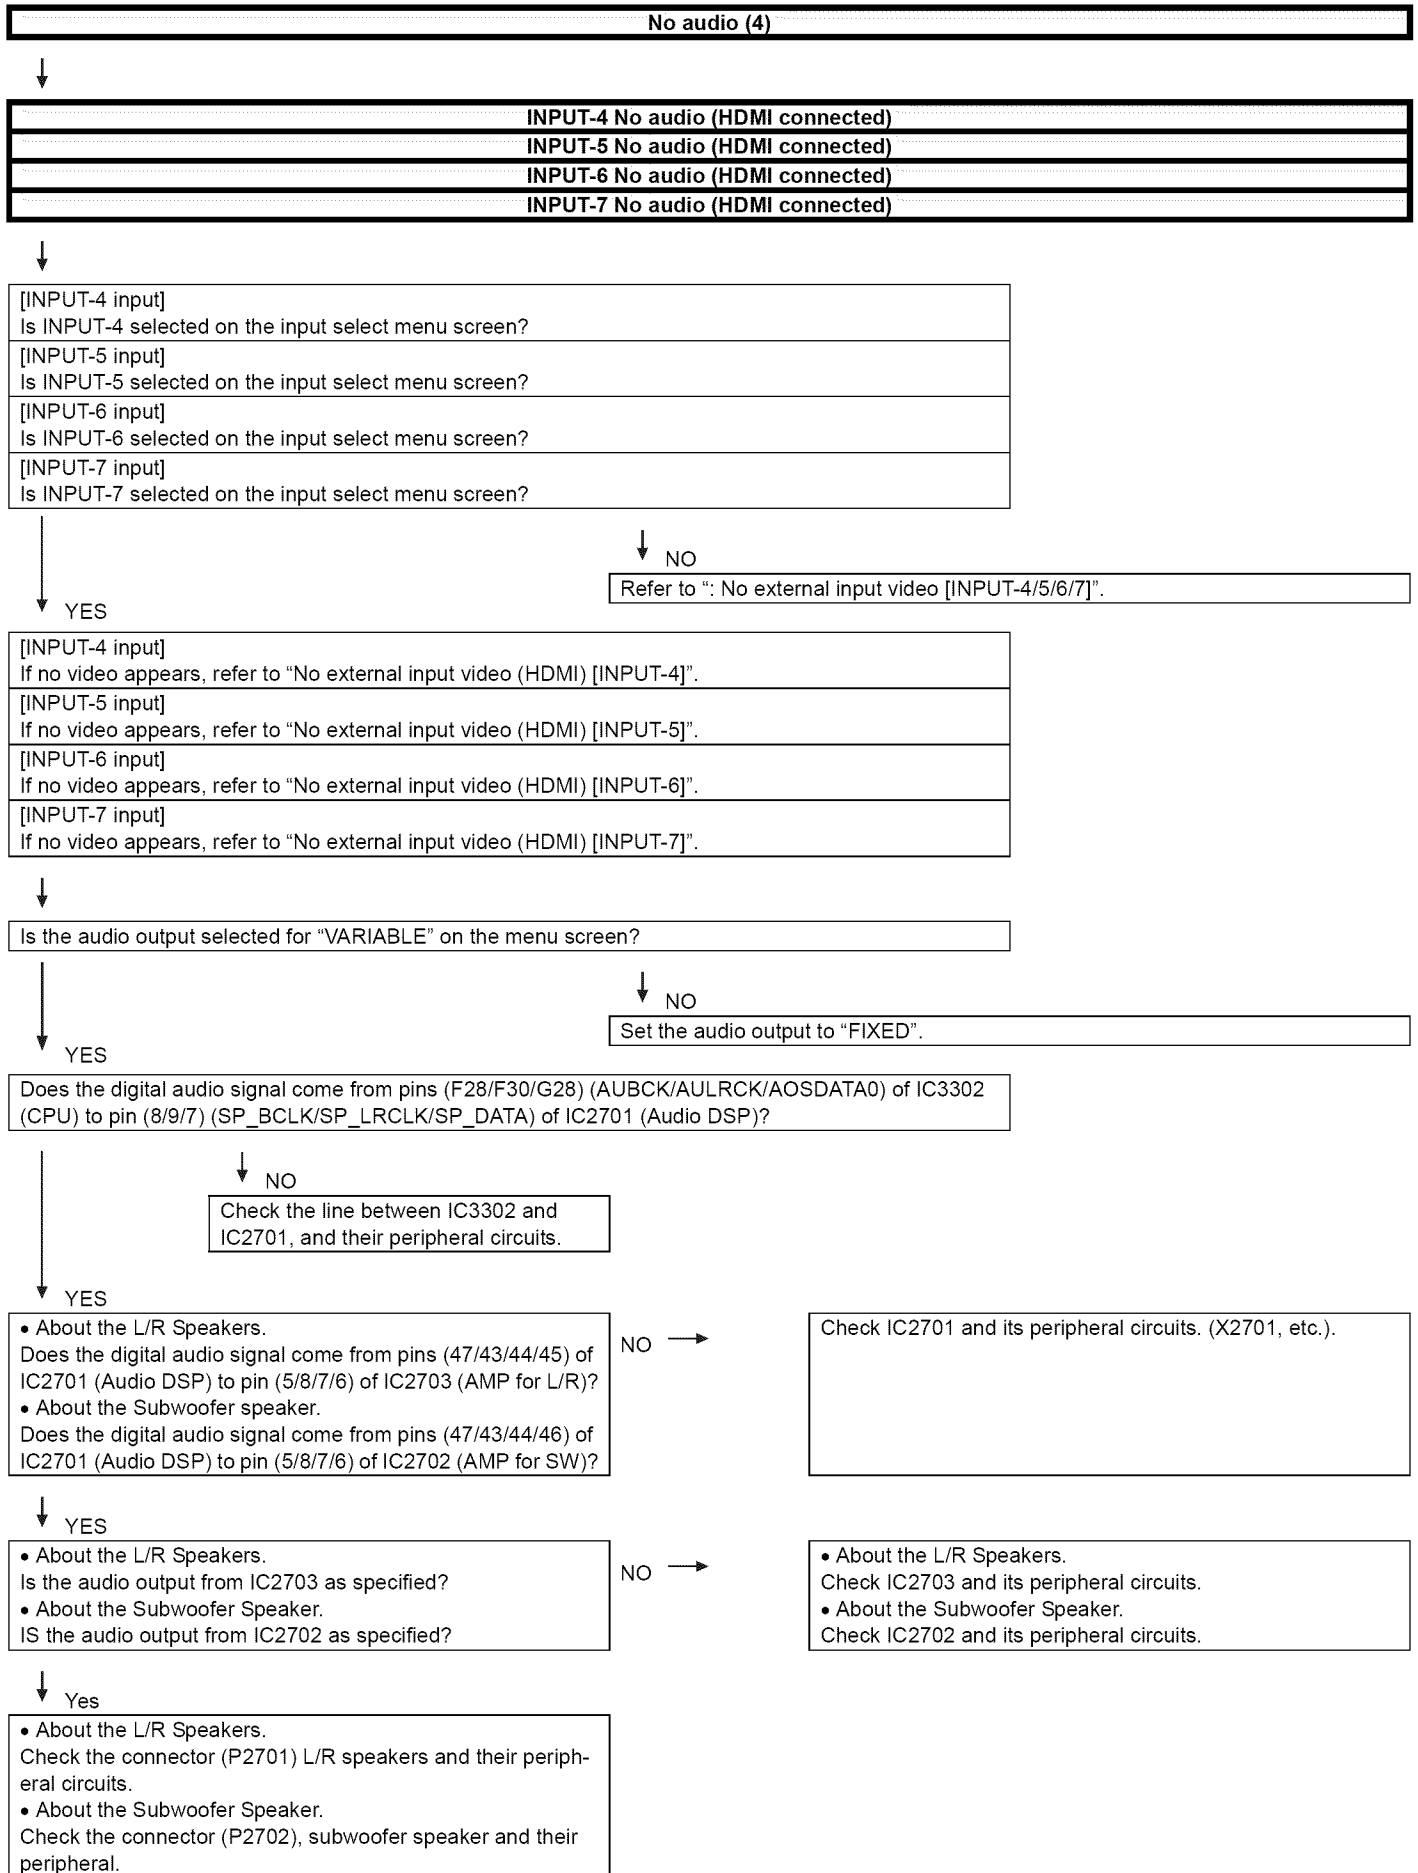 No audio (4)
INPUT-4 No audio (HDMI connected)
INPUT-5 No audio (HDMI connected)
INPUT-6 No audio (HDMI connected)
INPUT-7 No audio (HDMI connected)
[INPUT-4 input]
Is INPUT-4 selected on the input select menu screen?
[INPUT-5 input]
Is INPUT-5 selected on the input select menu screen?
[INPUT-6 input]
Is INPUT-6 selected on the input select menu screen?
[INPUT-7 input]
Is INPUT-7 selected on the input select menu screen?
NO
Refer to “: No external input video [INPUT-4/5/6/7]”.
YES
[INPUT-4 input]
If no video appears, refer to “No external input video (HDMI) [INPUT-4]”.
[INPUT-5 input]
If no video appears, refer to “No external input video (HDMI) [INPUT-5]”.
[INPUT-6 input]
If no video appears, refer to “No external input video (HDMI) [INPUT-6]”.
[INPUT-7 input]
If no video appears, refer to “No external input video (HDMI) [INPUT-7]”.
Is the audio output selected for “VARIABLE” on the menu screen?
NO
Set the audio output to “FIXED”.
YES
Does the digital audio signal come from pins (F28/F30/G28) (AUBCK/AULRCK/AOSDATA0) of IC3302
(CPU) to pin (8/9/7) (SP_BCLK/SP_LRCLK/SP_DATA) of IC2701 (Audio DSP)?
NO
Check the line between IC3302 and
IC2701, and their peripheral circuits.
YES
• About the L/R Speakers.
Does the digital audio signal come from pins (47/43/44/45) of
IC2701 (Audio DSP) to pin (5/8/7/6) of IC2703 (AMP for L/R)?
• About the Subwoofer speaker.
Does the digital audio signal come from pins (47/43/44/46) of
IC2701 (Audio DSP) to pin (5/8/7/6) of IC2702 (AMP for SW)?
NO
Check IC2701 and its peripheral circuits. (X2701, etc.).
YES
• About the L/R Speakers.
Is the audio output from IC2703 as specified?
• About the Subwoofer Speaker.
IS the audio output from IC2702 as specified?
NO
• About the L/R Speakers.
Check IC2703 and its peripheral circuits.
• About the Subwoofer Speaker.
Check IC2702 and its peripheral circuits.
Yes
• About the L/R Speakers.
Check the connector (P2701) L/R speakers and their periph-
eral circuits.
• About the Subwoofer Speaker.
Check the connector (P2702), subwoofer speaker and their
peripheral.